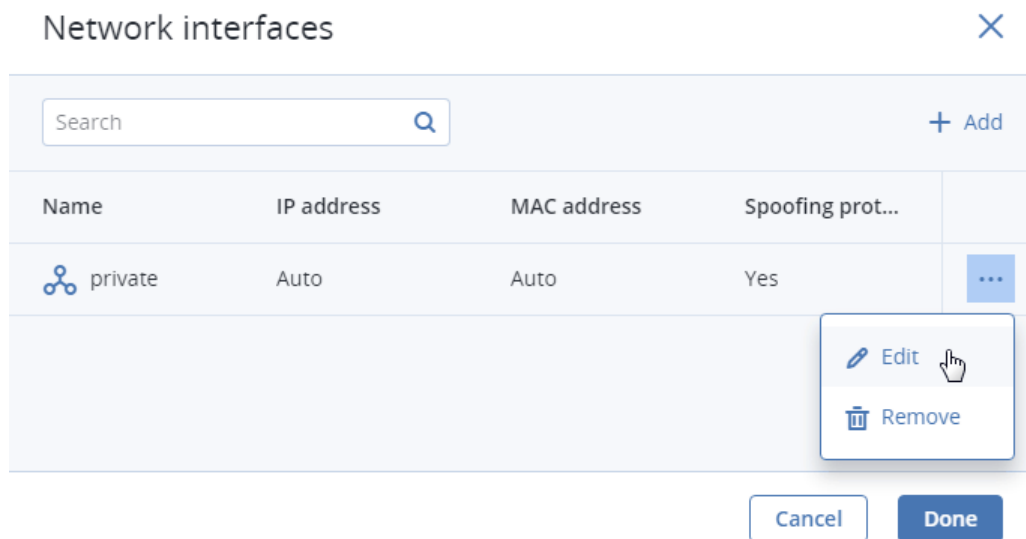 Network interfaces
Search
Add
Name IP address MAC address Spoofing prot...
private Auto Auto Yes
Edit
Remove
Cancel Done